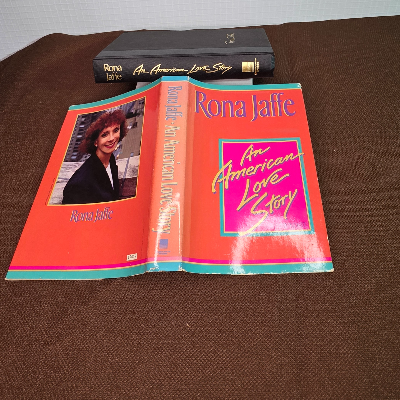 Rona
Jaffe
An American Love Story
Rona Jaffe
Rona Jaffe
An American Love Story
Rona Jaffe
An
American
Love
Story